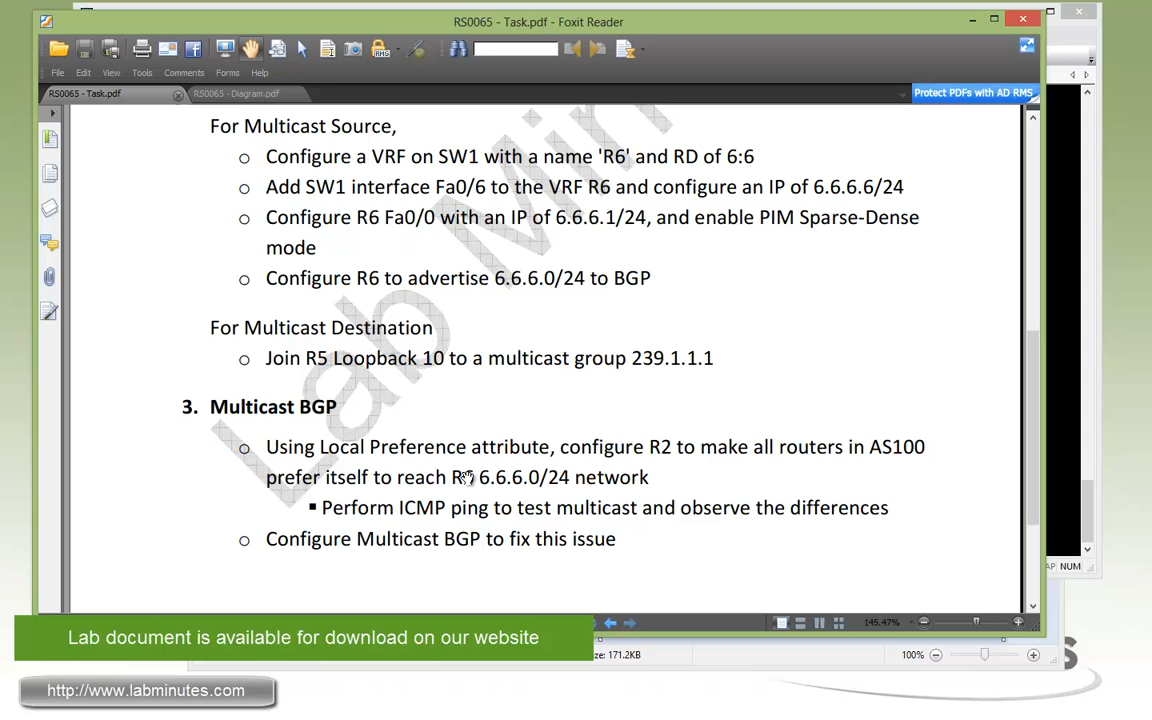 RS0065 - Task.pdf - Foxit Reader
File Edit View Tools Comments Forms Help
RS0065 - Task.pdf RS0065 - Diagram.pdf Protect PDFs with AD RMS
For Multicast Source,
o Configure a VRF on SW1 with a name 'R6' and RD of 6:6
o Add SW1 interface Fa0/6 to the VRF R6 and configure an IP of 6.6.6.6/24
o Configure R6 Fa0/0 with an IP of 6.6.6.1/24, and enable PIM Sparse-Dense
mode
o Configure R6 to advertise 6.6.6.0/24 to BGP
For Multicast Destination
o Join R5 Loopback 10 to a multicast group 239.1.1.1
3. Multicast BGP
o Using Local Preference attribute, configure R2 to make all routers in AS100
prefer itself to reach 6.6.6.0/24 network
▪ Perform ICMP ping to test multicast and observe the differences
o Configure Multicast BGP to fix this issue
Lab Min
NUM
145.47%
Lab document is available for download on our website
ze: 171.2KB 100%
http://www.labminutes.com